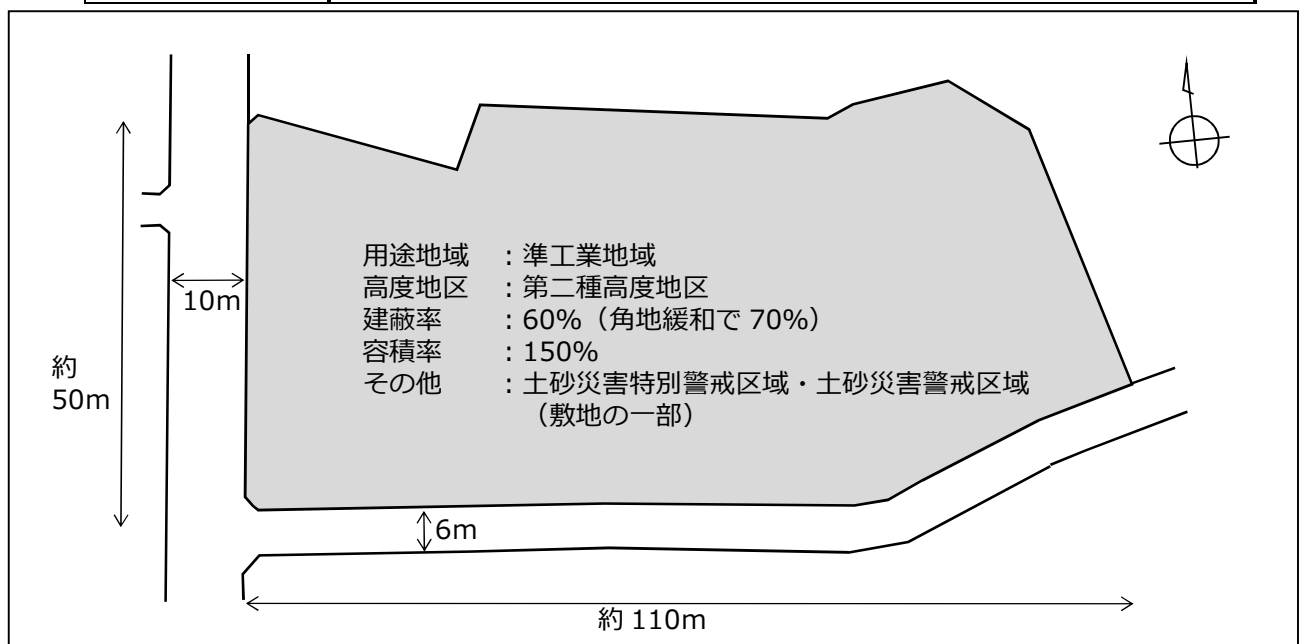 用途地域 :準工業地域
高度地区 :第二種高度地区
建蔽率 :60%(角地緩和で 70%)
容積率 :150%
その他 :土砂災害特別警戒区域・土砂災害警戒区域
(敷地の一部)
10m
約
50m
6m
約 110m